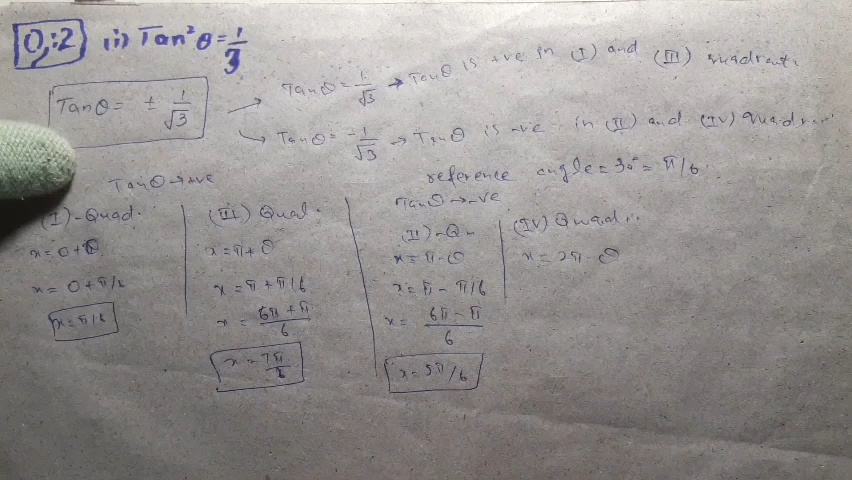 Q:2 (i) Tan²θ = 1/3
Tanθ = ± 1/√3
Tanθ = 1/√3 → Tanθ is +ve in (I) and (III) quadrants
Tanθ = -1/√3 → Tanθ is -ve in (II) and (IV) Quadrant
reference angle = 30° = π/6
Tanθ → +ve
(I)-Quad.
x = 0 + θ
x = 0 + π/6
x = π/6
(III) Quad.
x = π + θ
x = π + π/6
x = 6π + π / 6
x = 7π/6
Tanθ → -ve
(II)-Qu
x = π - θ
x = π - π/6
x = 6π - π / 6
x = 5π/6
(IV) Quad.
x = 2π - θ